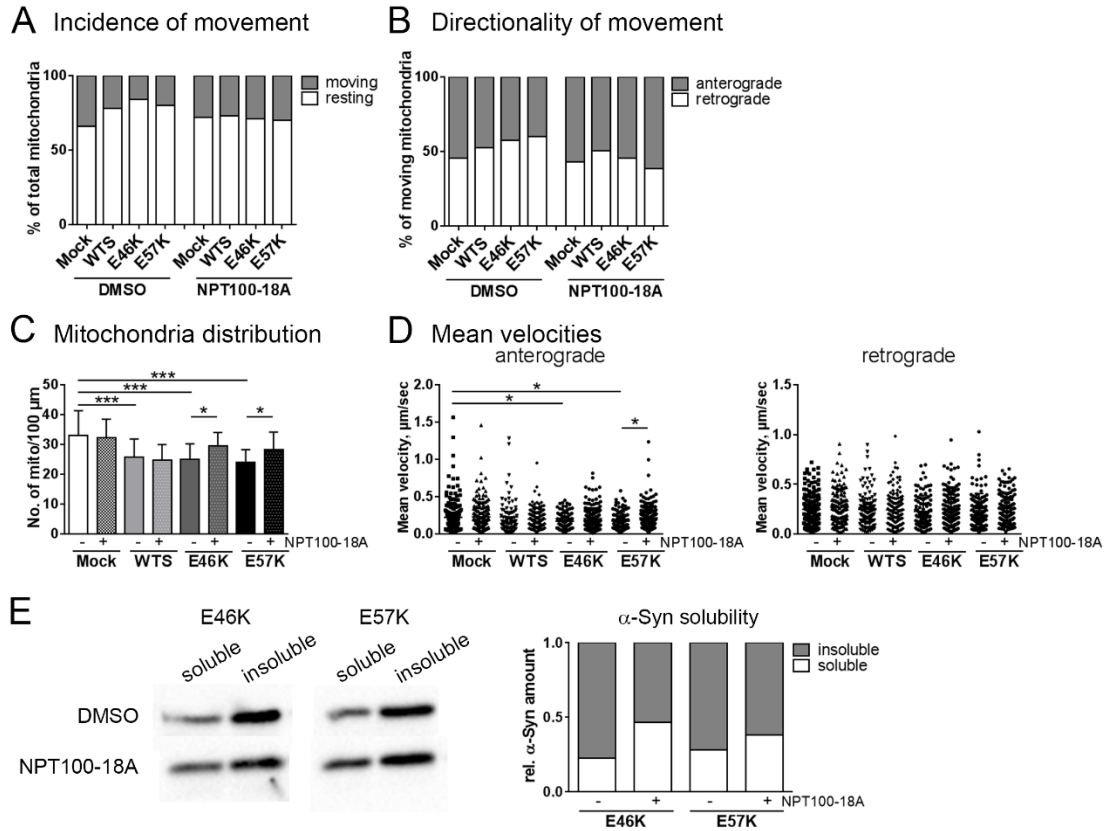 A Incidence of movement
% of total mitochondria
100
50
0
moving
resting
Mock WTS E46K E57K Mock WTS E46K E57K
DMSO NPT100-18A
B Directionality of movement
% of moving mitochondria
100
50
0
anterograde
retrograde
Mock WTS E46K E57K Mock WTS E46K E57K
DMSO NPT100-18A
C Mitochondria distribution
No. of mito/100 µm
50
40
30
20
10
0
***
***
***
* *
- + - + - + - + NPT100-18A
Mock WTS E46K E57K
D Mean velocities
anterograde
Mean velocity, µm/sec
2.0
1.5
1.0
0.5
0.0
*
*
*
- + - + - + - + NPT100-18A
Mock WTS E46K E57K
retrograde
Mean velocity, µm/sec
2.0
1.5
1.0
0.5
0.0
- + - + - + - + NPT100-18A
Mock WTS E46K E57K
E
E46K E57K
soluble insoluble soluble insoluble
DMSO
NPT100-18A
α-Syn solubility
rel. α-Syn amount
1.0
0.5
0.0
insoluble
soluble
- + - + NPT100-18A
E46K E57K